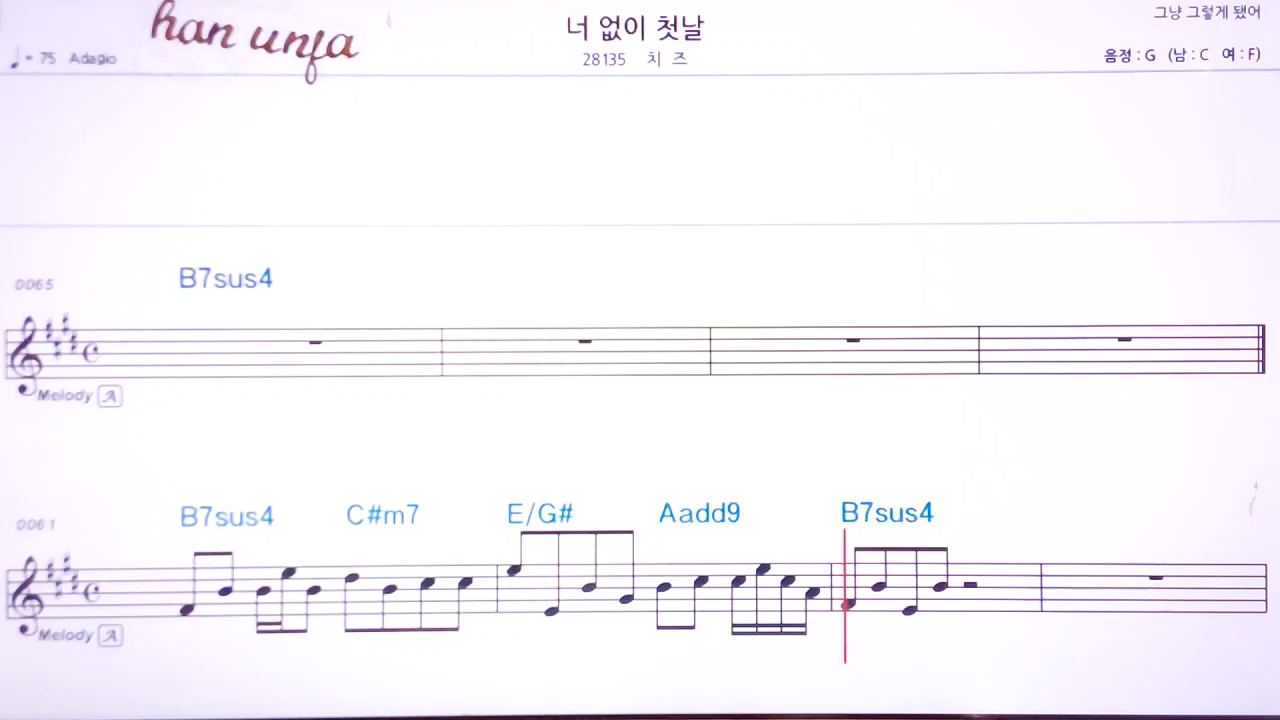 han unfa
너 없이 첫날
그냥 그렇게 됐어
♩= 75 Adagio
28135 치 즈
음정 : G (남 : C 여 : F)
0065
B7sus4
Melody A
0061
B7sus4 C#m7 E/G# Aadd9 B7sus4
Melody A